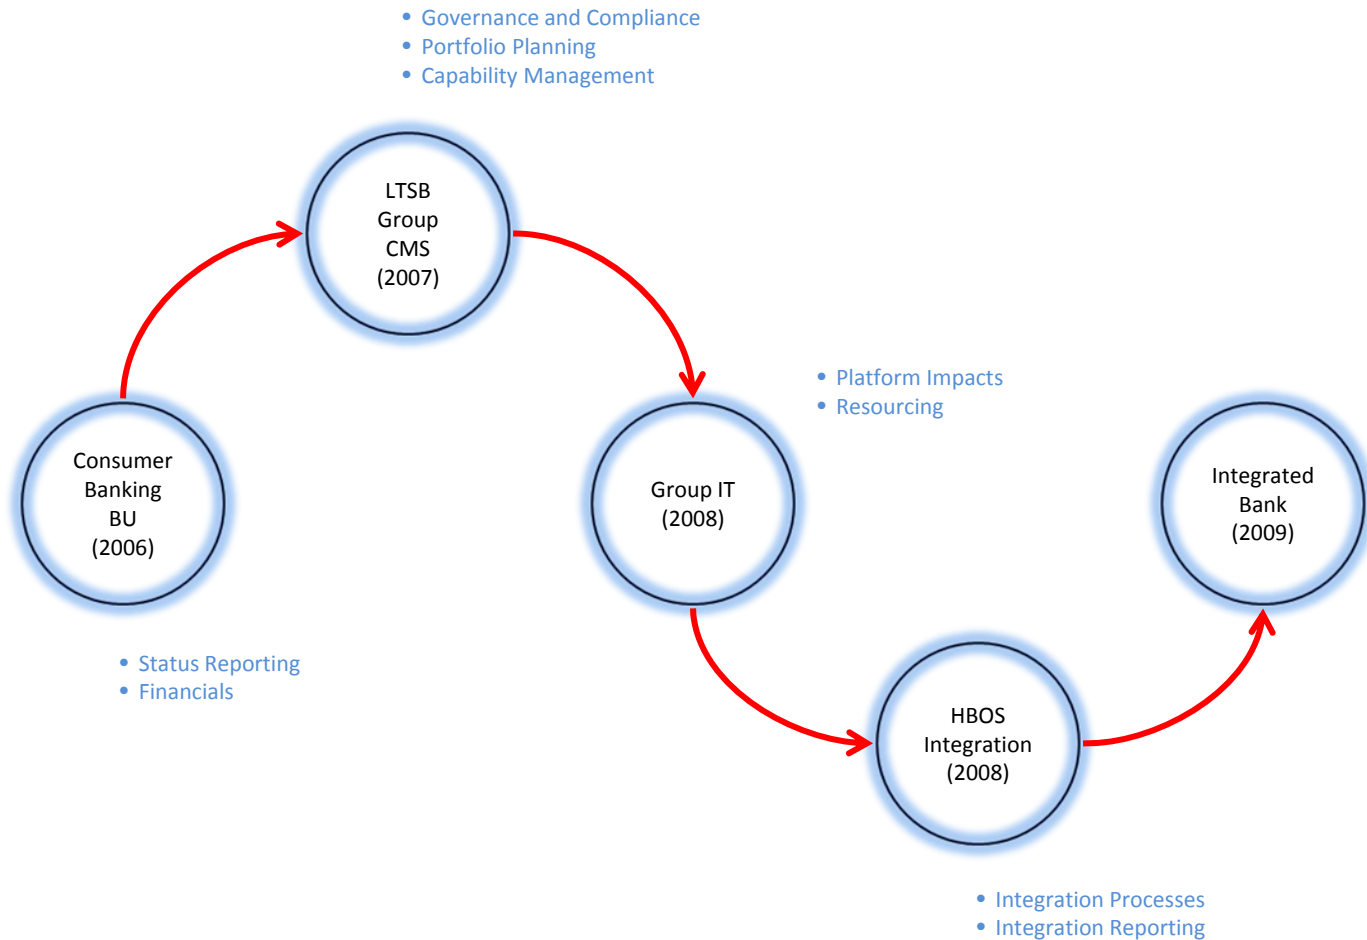 • Governance and Compliance
• Portfolio Planning
• Capability Management
LTSB
Group
CMS
(2007)
• Platform Impacts
• Resourcing
Consumer
Banking
BU
(2006)
Group IT
(2008)
Integrated
Bank
(2009)
• Status Reporting
• Financials
HBOS
Integration
(2008)
• Integration Processes
• Integration Reporting